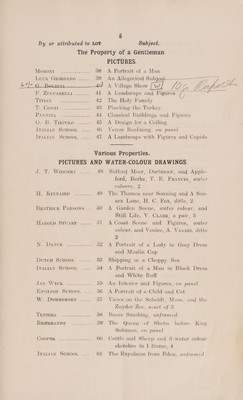 5
By or attributed to LOT Subject.
The Property of a Gentleman
PICTURES.
MORONI 38 A Portrait of a Man
LUCA GIORDANO 39 An Allegorical Subject
40 A Village Show
F. ZUCCARELLI 41 A Landscape and Figures
TITIAN 42 The Holy Family
T. CONTI 43 Plucking the Turkey
PANNINI 44 Classical Buildings and Figures
G. B. TIEPOLO 45 A Design for a Ceiling
ITALIAN SCHOOL 46 Venus Reclining, on panel
ITALIAN SCHOOL 47 A Landscape with Figures and Cupids
Various Properties.
PICTURES AND WATER-COLOUR DRAWINGS
J. T. 48 Moor, Dartmoor, and Apple-
ford, Berks, T. E. FRANCIS, water
colours, 2
H. KINNAIRD 49 The Thames near Sonning and A Sus-
sex Lane, H. C. FOX, ditto, 2
BEATRICE PARSONS 50 A Garden Scene, water colour, and
Still Life, V. CLARE, a pair, 3
HAROLD STUART 51 A Coast Scene and Figures, water
colour, and Venice, A. ditto
2
N. DANCE 52 A Portrait of a Lady in Grey Dress
and Muslin Cap
DUTCH SCHOOL 53 Shipping in a Choppy Sea
ITALIAN SCHOOL 54 A Portrait of a Man in Black Dress
and White Ruff
JAN WYCK 55 An Interior and Figures, on panel
ENGLISH SCHOOL 56 A Portrait of a Child and Cat
W. 57 Views on the Scheldt, and the
Zuyder Zee, a set of 3
TENIERS 58 Boors Smoking, unframed
REMBRANDT 59 The Queen of Sheba before King
Solomon, on panel
COOPER 60 Cattle and Sheep and 3 water colour
sketches in 1 frame, 4
ITALIAN SCHOOL 61 The Expulsion from Eden, unframed